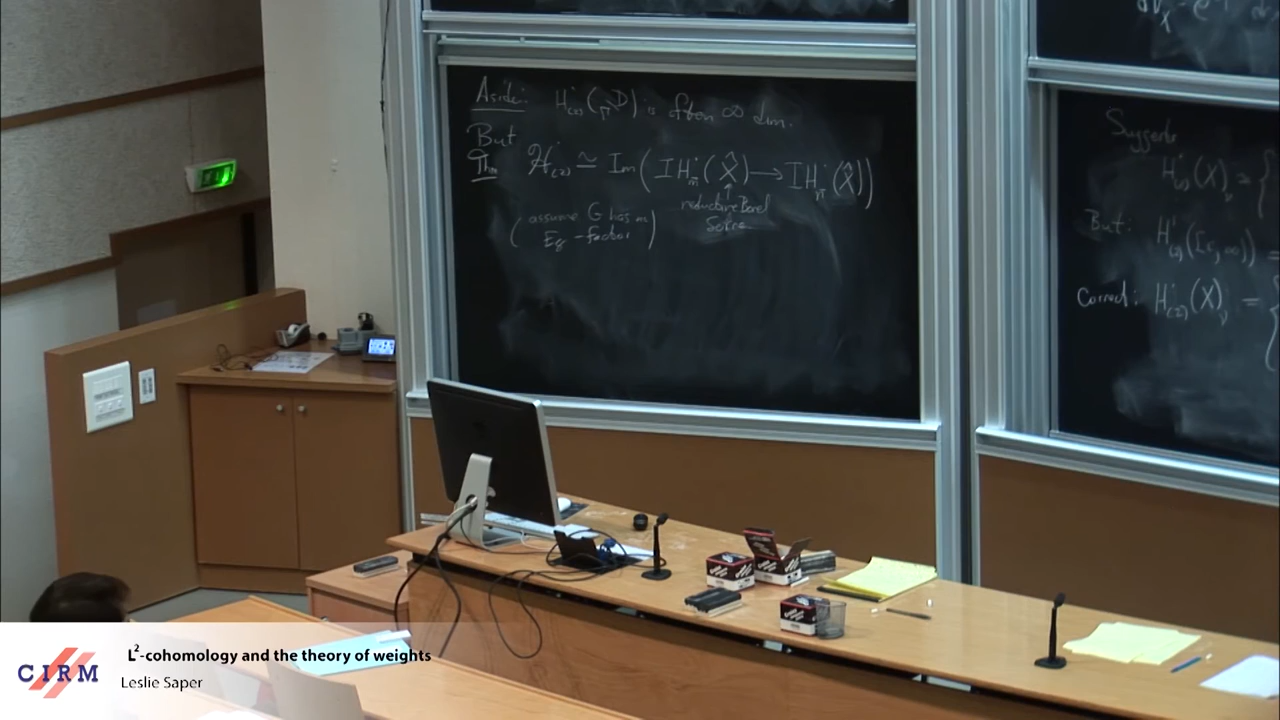 Aside: H˙₍₂₎(Γ\D) is often ∞ dim.
But
Thm ℋ˙₍₂₎ ≅ Im(IH˙m̄(X̂) → IH˙n̄(X̂))
(assume G has no E₈-factor)
reductive Borel
Serre
Suggests
H˙₍₂₎(X)ᵥ = {
But: H¹₍₂₎([c,∞)) =
Correct: H˙₍₂₎(X)ᵥ = {
CIRM
L²-cohomology and the theory of weights
Leslie Saper